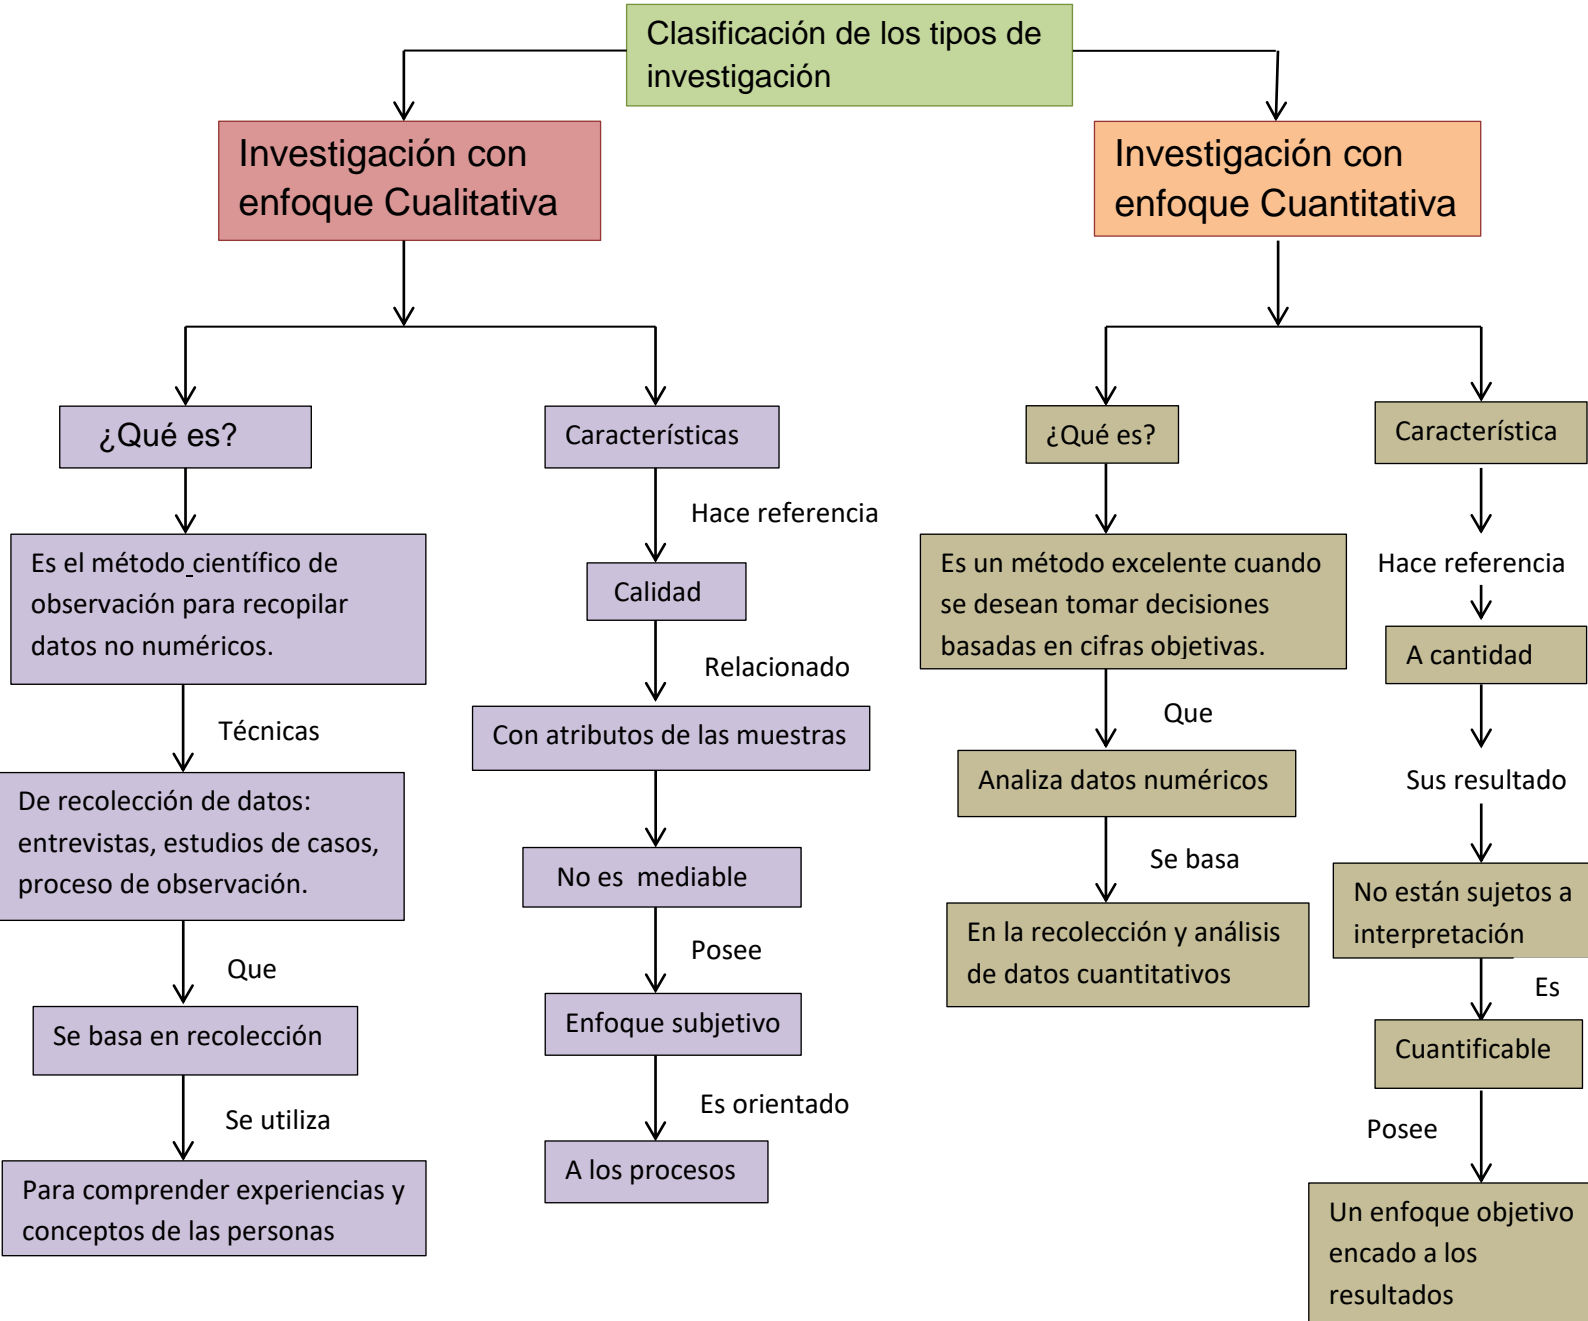 Clasificación de los tipos de
investigación
Investigación con
enfoque Cualitativa
¿Qué es?
Es el método científico de
observación para recopilar
datos no numéricos.
Técnicas
De recolección de datos:
entrevistas, estudios de casos,
proceso de observación.
Que
Se basa en recolección
Se utiliza
Para comprender experiencias y
conceptos de las personas
Características
Hace referencia
Calidad
Relacionado
Con atributos de las muestras
No es  mediable
Posee
Enfoque subjetivo
Es orientado
A los procesos
Investigación con
enfoque Cuantitativa
¿Qué es?
Es un método excelente cuando
se desean tomar decisiones
basadas en cifras objetivas.
Que
Analiza datos numéricos
Se basa
En la recolección y análisis
de datos cuantitativos
Característica
Hace referencia
A cantidad
Sus resultado
No están sujetos a
interpretación
Es
Cuantificable
Posee
Un enfoque objetivo
encado a los
resultados